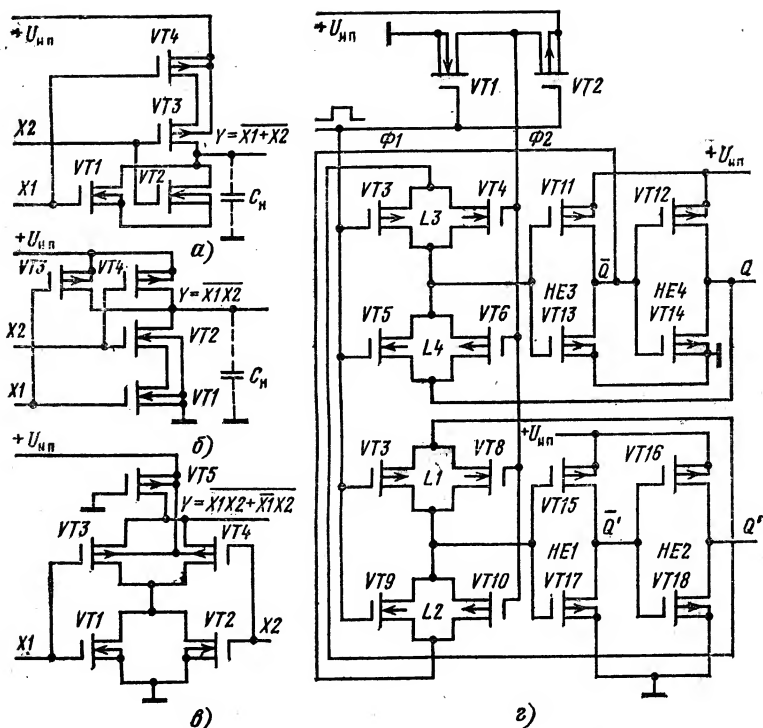 +Uип
VT4
VT3
X2
Y=X1+X2
VT1
VT2
X1
Cн
а)
+Uип
VT3
VT4
Y=X1X2
X2
VT2
Cн
X1
VT1
б)
+Uип
VT5
Y=X1X2+X1X2
VT3
VT4
X1
VT1
VT2
X2
в)
+Uип
VT1
VT2
Ф1
Ф2
+Uип
VT3
L3
VT4
VT11
VT12
Q
Q
НЕ3
НЕ4
VT5
L4
VT6
VT13
VT14
+Uип
VT3
L1
VT8
VT15
VT16
Q'
Q'
НЕ1
НЕ2
VT9
L2
VT10
VT17
VT18
г)